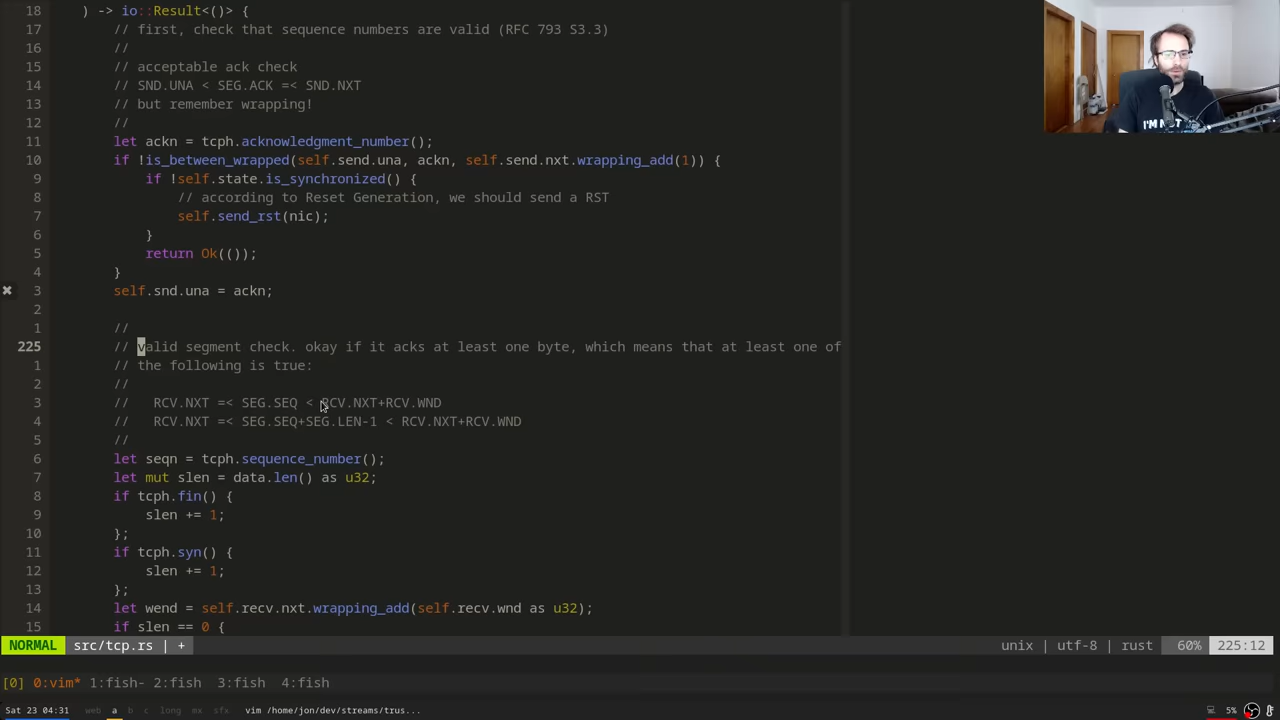 18     ) -> io::Result<()> {
17         // first, check that sequence numbers are valid (RFC 793 S3.3)
16         //
15         // acceptable ack check
14         // SND.UNA < SEG.ACK =< SND.NXT
13         // but remember wrapping!
12         //
11         let ackn = tcph.acknowledgment_number();
10         if !is_between_wrapped(self.send.una, ackn, self.send.nxt.wrapping_add(1)) {
9             if !self.state.is_synchronized() {
8                 // according to Reset Generation, we should send a RST
7                 self.send_rst(nic);
6             }
5             return Ok(());
4         }
✖ 3         self.snd.una = ackn;
2
1         //
225         // valid segment check. okay if it acks at least one byte, which means that at least one of
1         // the following is true:
2         //
3         //   RCV.NXT =< SEG.SEQ < RCV.NXT+RCV.WND
4         //   RCV.NXT =< SEG.SEQ+SEG.LEN-1 < RCV.NXT+RCV.WND
5         //
6         let seqn = tcph.sequence_number();
7         let mut slen = data.len() as u32;
8         if tcph.fin() {
9             slen += 1;
10         };
11         if tcph.syn() {
12             slen += 1;
13         };
14         let wend = self.recv.nxt.wrapping_add(self.recv.wnd as u32);
15         if slen == 0 {
NORMAL src/tcp.rs | + unix | utf-8 | rust 60% 225:12
[0] 0:vim* 1:fish- 2:fish 3:fish 4:fish
Sat 23 04:31 web a b c long mx sfx vim /home/jon/dev/streams/trus... 5%
I'M NOT